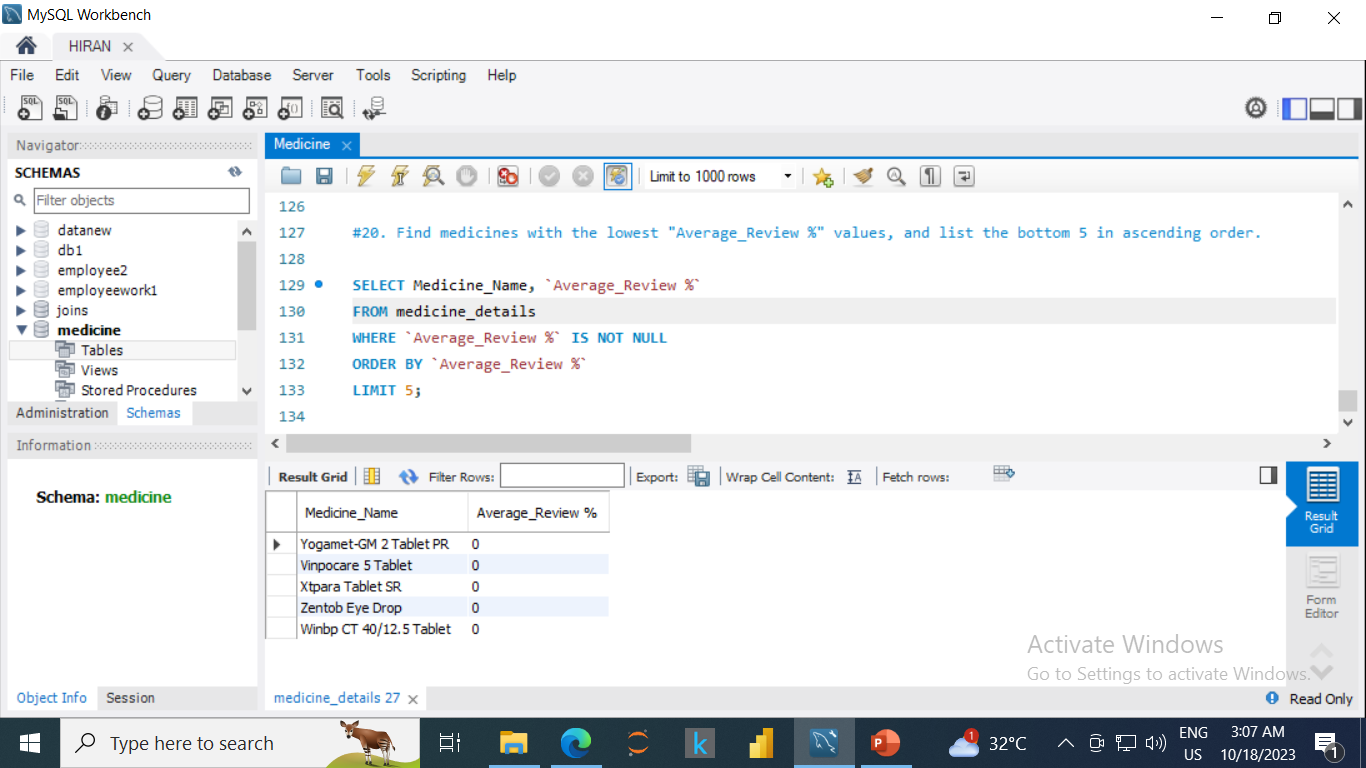 MySQL Workbench
HIRAN
File Edit View Query Database Server Tools Scripting Help
Navigator
Medicine
SCHEMAS
Limit to 1000 rows
Filter objects
datanew
db1
employee2
employeework1
joins
medicine
Tables
Views
Stored Procedures
Administration Schemas
Information
Schema: medicine
126
127 #20. Find medicines with the lowest "Average_Review %" values, and list the bottom 5 in ascending order.
128
129 SELECT Medicine_Name, `Average_Review %`
130 FROM medicine_details
131 WHERE `Average_Review %` IS NOT NULL
132 ORDER BY `Average_Review %`
133 LIMIT 5;
134
Result Grid Filter Rows: Export: Wrap Cell Content: Fetch rows:
Medicine_Name Average_Review %
Yogamet-GM 2 Tablet PR 0
Vinpocare 5 Tablet 0
Xtpara Tablet SR 0
Zentob Eye Drop 0
Winbp CT 40/12.5 Tablet 0
Result
Grid
Form
Editor
Activate Windows
Go to Settings to activate Windows.
Object Info Session
medicine_details 27
Read Only
Type here to search
1
32°C
ENG
US
3:07 AM
10/18/2023
1